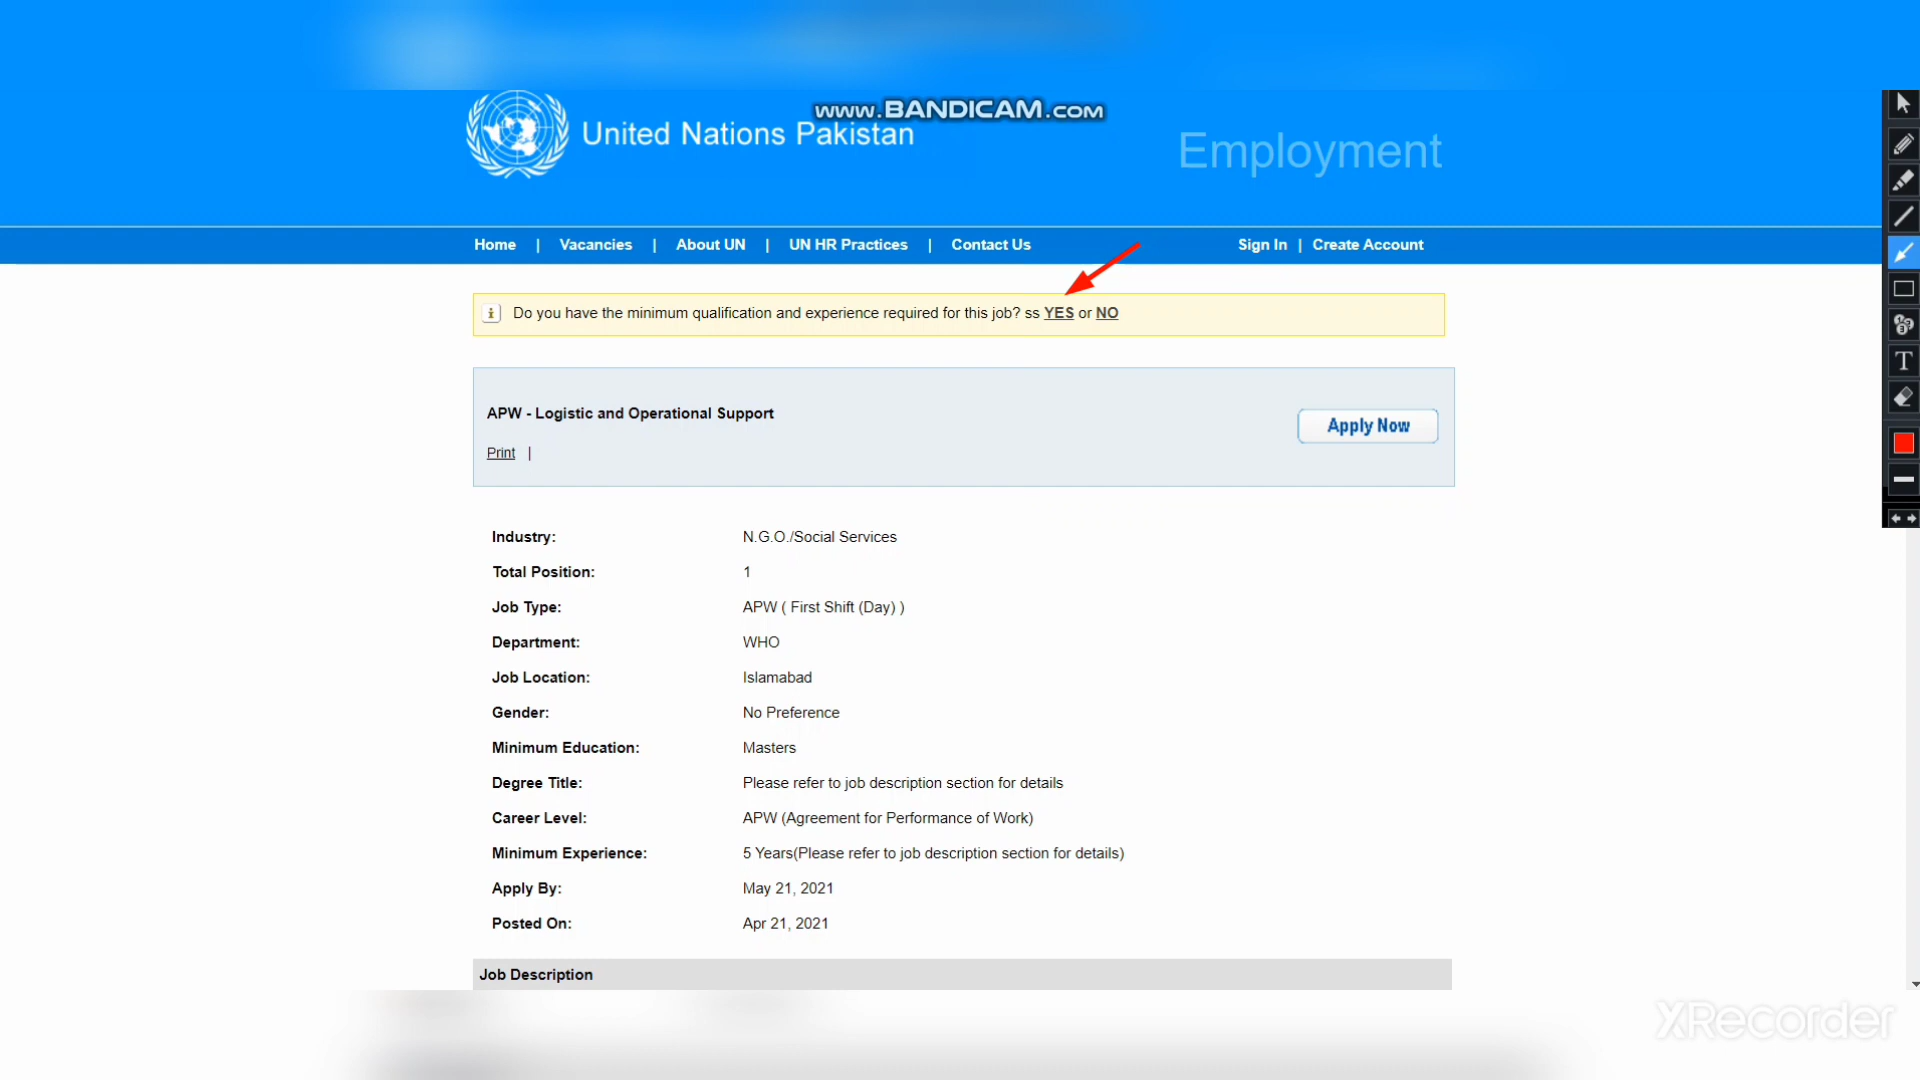 www.BANDICAM.com
United Nations Pakistan
Employment
Home | Vacancies | About UN | UN HR Practices | Contact Us
Sign In | Create Account
Do you have the minimum qualification and experience required for this job? ss YES or NO
APW - Logistic and Operational Support
Apply Now
Print |
Industry: N.G.O./Social Services
Total Position: 1
Job Type: APW ( First Shift (Day) )
Department: WHO
Job Location: Islamabad
Gender: No Preference
Minimum Education: Masters
Degree Title: Please refer to job description section for details
Career Level: APW (Agreement for Performance of Work)
Minimum Experience: 5 Years(Please refer to job description section for details)
Apply By: May 21, 2021
Posted On: Apr 21, 2021
Job Description
XRecorder